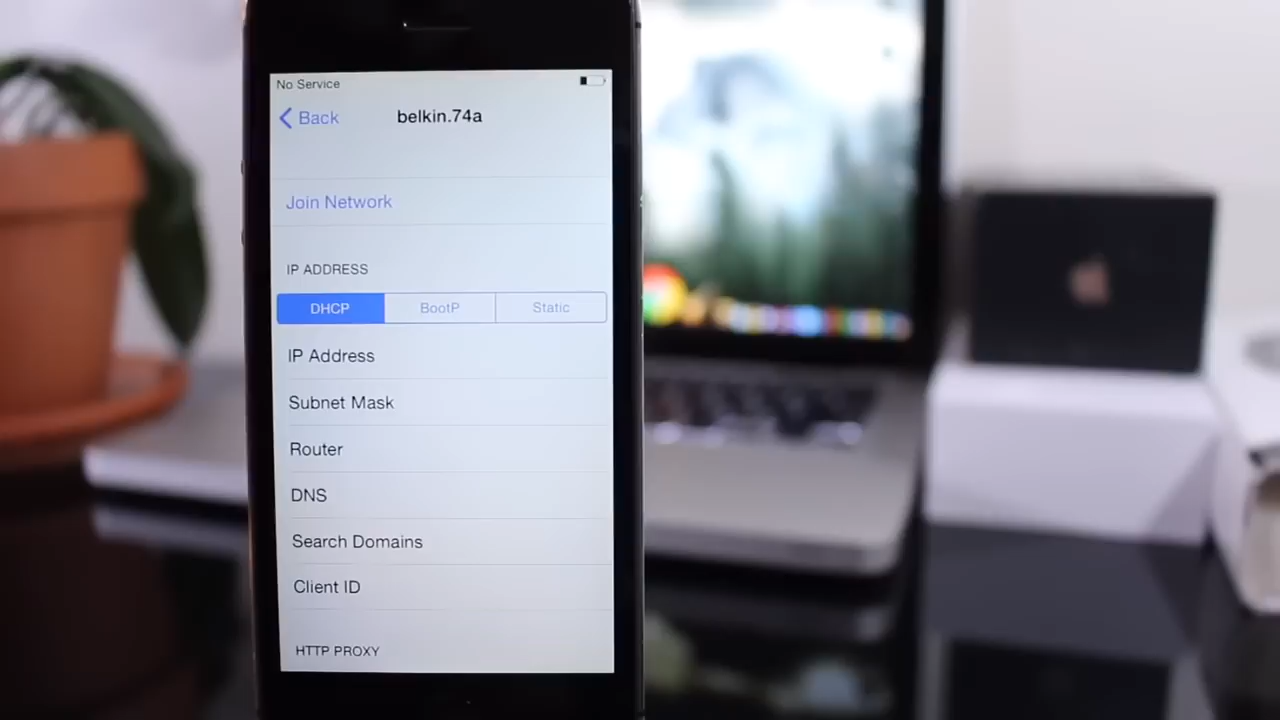 No Service
Back
belkin.74a
Join Network
IP ADDRESS
DHCP BootP Static
IP Address
Subnet Mask
Router
DNS
Search Domains
Client ID
HTTP PROXY